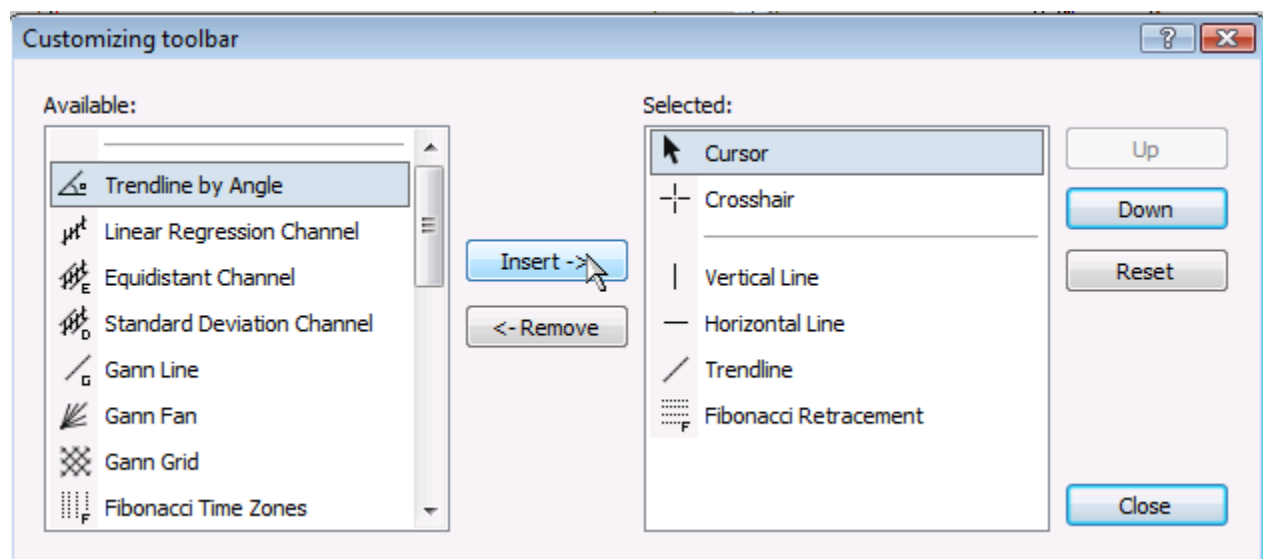 Customizing toolbar
?
Available:
Trendline by Angle
Linear Regression Channel
E Equidistant Channel
D Standard Deviation Channel
G Gann Line
Gann Fan
Gann Grid
F Fibonacci Time Zones
Insert ->
<- Remove
Selected:
Cursor
Crosshair
Vertical Line
Horizontal Line
Trendline
F Fibonacci Retracement
Up
Down
Reset
Close